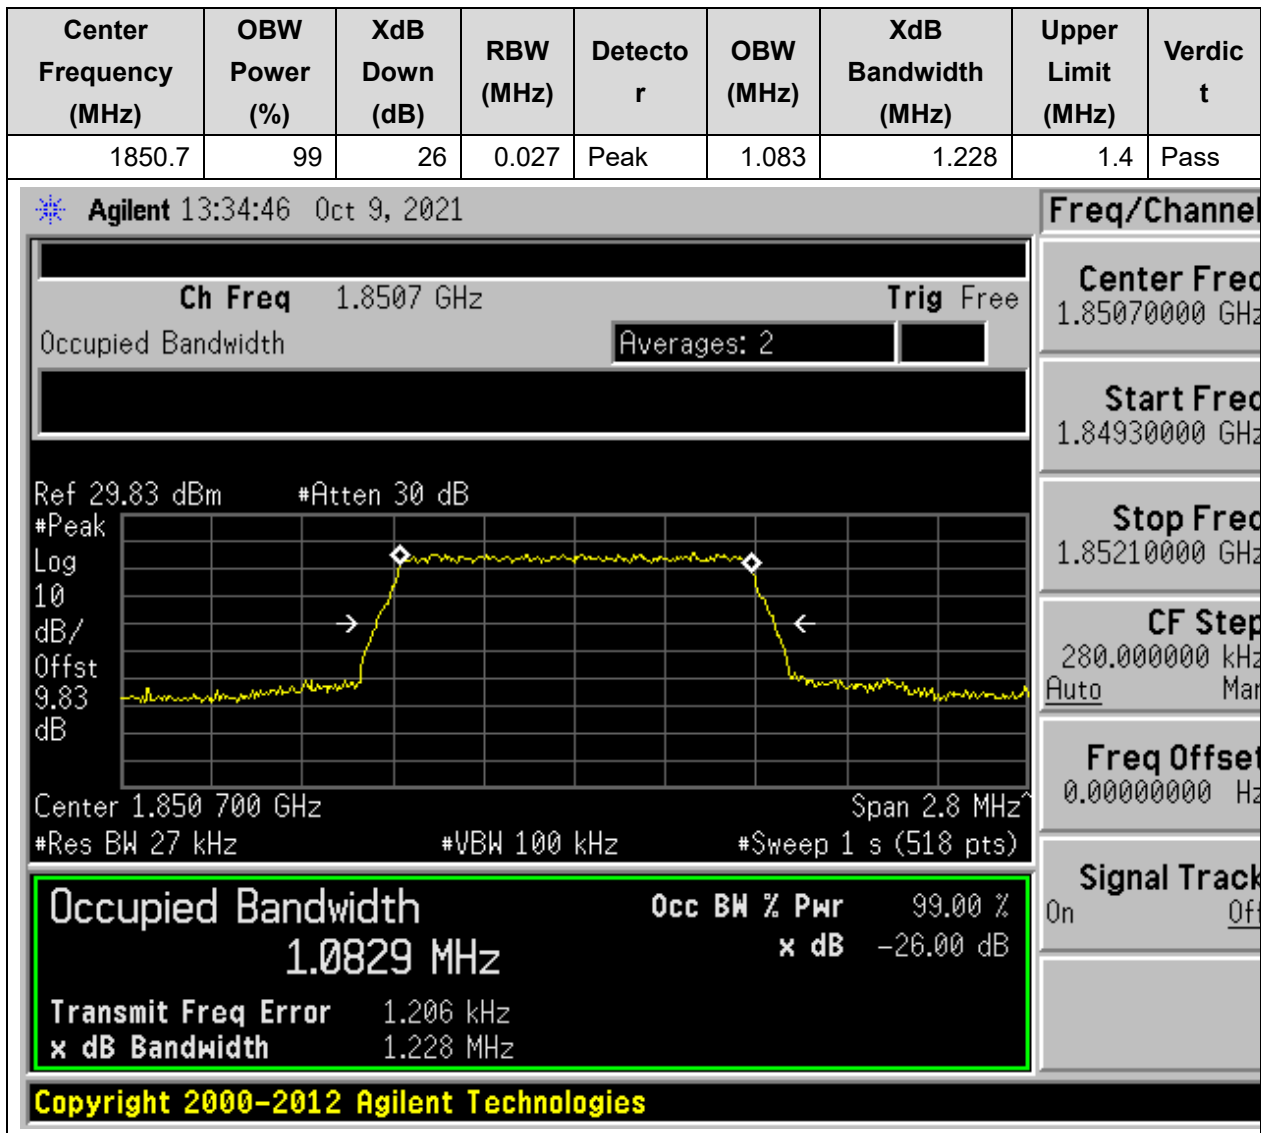 Center Frequency (MHz) OBW Power (%) XdB Down (dB) RBW (MHz) Detecto r OBW (MHz) XdB Bandwidth (MHz) Upper Limit (MHz) Verdic t
1850.7 99 26 0.027 Peak 1.083 1.228 1.4 Pass
Agilent 13:34:46 Oct 9, 2021
Freq/Channel
Ch Freq 1.8507 GHz Trig Free
Occupied Bandwidth Averages: 2
Center Freq
1.85070000 GHz
Start Freq
1.84930000 GHz
Stop Freq
1.85210000 GHz
CF Step
280.000000 kHz
Auto Man
Freq Offset
0.00000000 Hz
Signal Track
On Off
Ref 29.83 dBm #Atten 30 dB
#Peak
Log
10
dB/
Offst
9.83
dB
Center 1.850 700 GHz Span 2.8 MHz^
#Res BW 27 kHz #VBW 100 kHz #Sweep 1 s (518 pts)
Occupied Bandwidth Occ BW % Pwr 99.00 %
1.0829 MHz x dB -26.00 dB
Transmit Freq Error 1.206 kHz
x dB Bandwidth 1.228 MHz
Copyright 2000-2012 Agilent Technologies